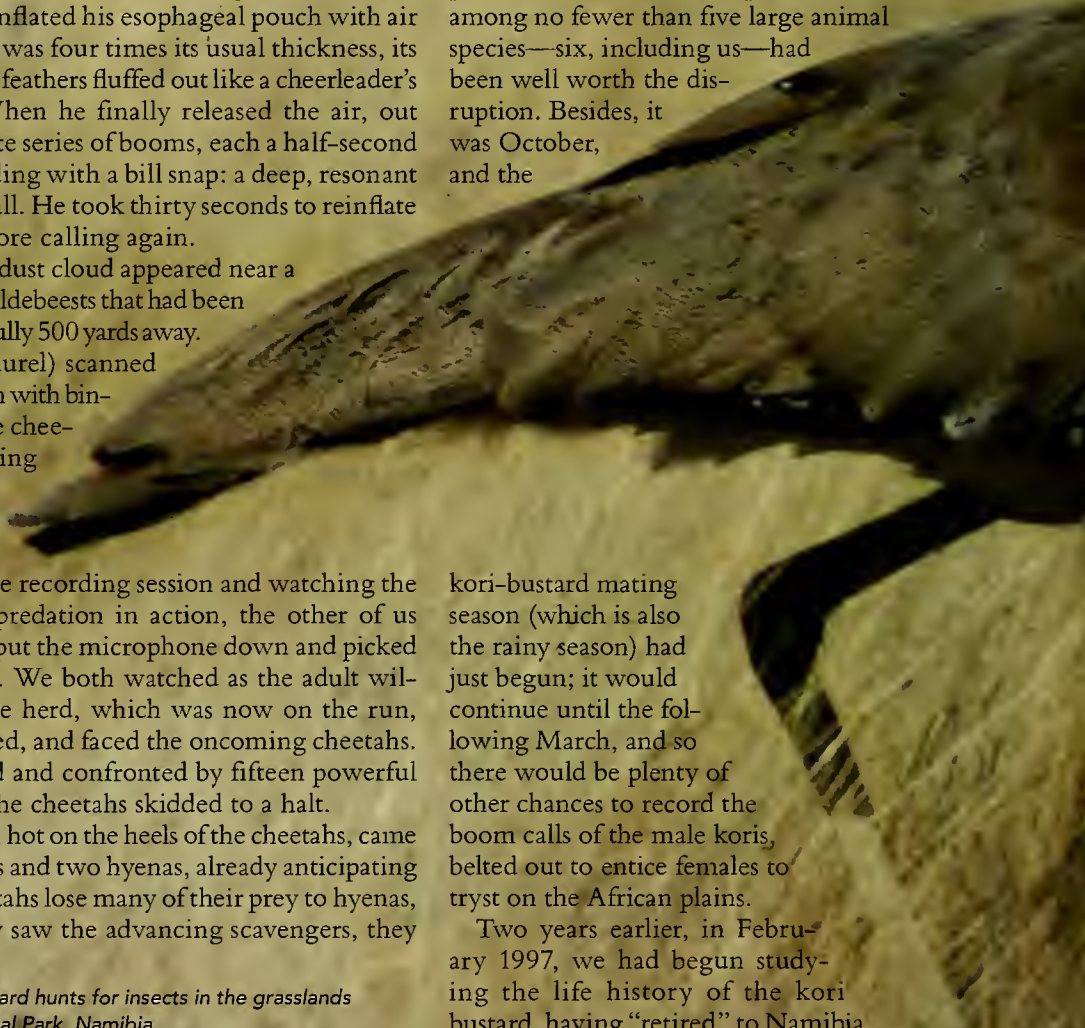 nflated his esophageal pouch with air
was four times its usual thickness, its
feathers fluffed out like a cheerleader's
When he finally released the air, out
te series of booms, each a half-second
ding with a bill snap: a deep, resonant
all. He took thirty seconds to reinflate
ore calling again.
dust cloud appeared near a
ldebeests that had been
ully 500 yards away.
aurel) scanned
n with bin-
e chee-
ing
e recording session and watching the
predation in action, the other of us
put the microphone down and picked
. We both watched as the adult wil-
e herd, which was now on the run,
ed, and faced the oncoming cheetahs.
d and confronted by fifteen powerful
he cheetahs skidded to a halt.
hot on the heels of the cheetahs, came
s and two hyenas, already anticipating
tahs lose many of their prey to hyenas,
y saw the advancing scavengers, they
ard hunts for insects in the grasslands
al Park, Namibia
among no fewer than five large animal
species—six, including us—had
been well worth the dis-
ruption. Besides, it
was October,
and the
kori-bustard mating
season (which is also
the rainy season) had
just begun; it would
continue until the fol-
lowing March, and so
there would be plenty of
other chances to record the
boom calls of the male koris,
belted out to entice females to
tryst on the African plains.
Two years earlier, in Febru-
ary 1997, we had begun study-
ing the life history of the kori
bustard, having "retired" to Namibia